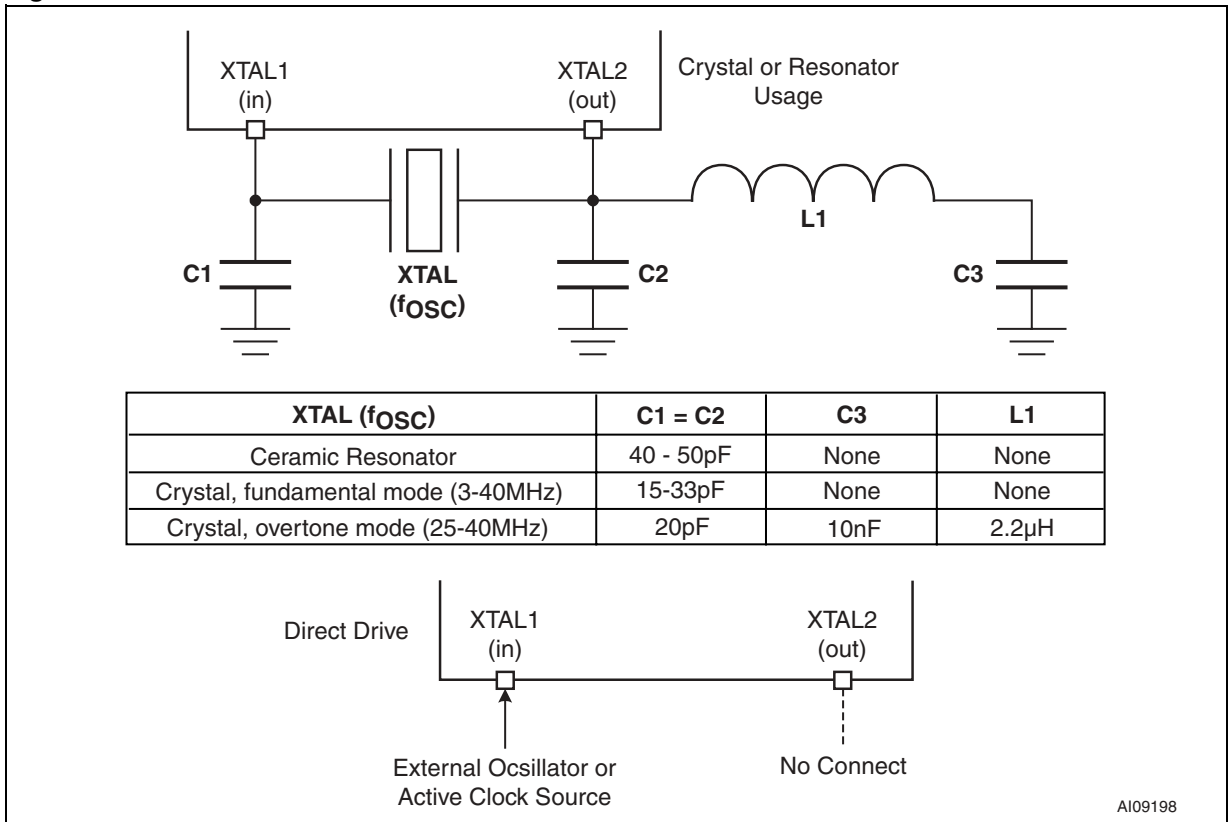 XTAL1
(in)
XTAL2
(out)
Crystal or Resonator
Usage
L1
C1
XTAL
(fOSC)
C2
C3
XTAL (fOSC) C1 = C2 C3 L1
Ceramic Resonator 40 - 50pF None None
Crystal, fundamental mode (3-40MHz) 15-33pF None None
Crystal, overtone mode (25-40MHz) 20pF 10nF 2.2µH
Direct Drive
XTAL1
(in)
XTAL2
(out)
External Ocsillator or
Active Clock Source
No Connect
AI09198